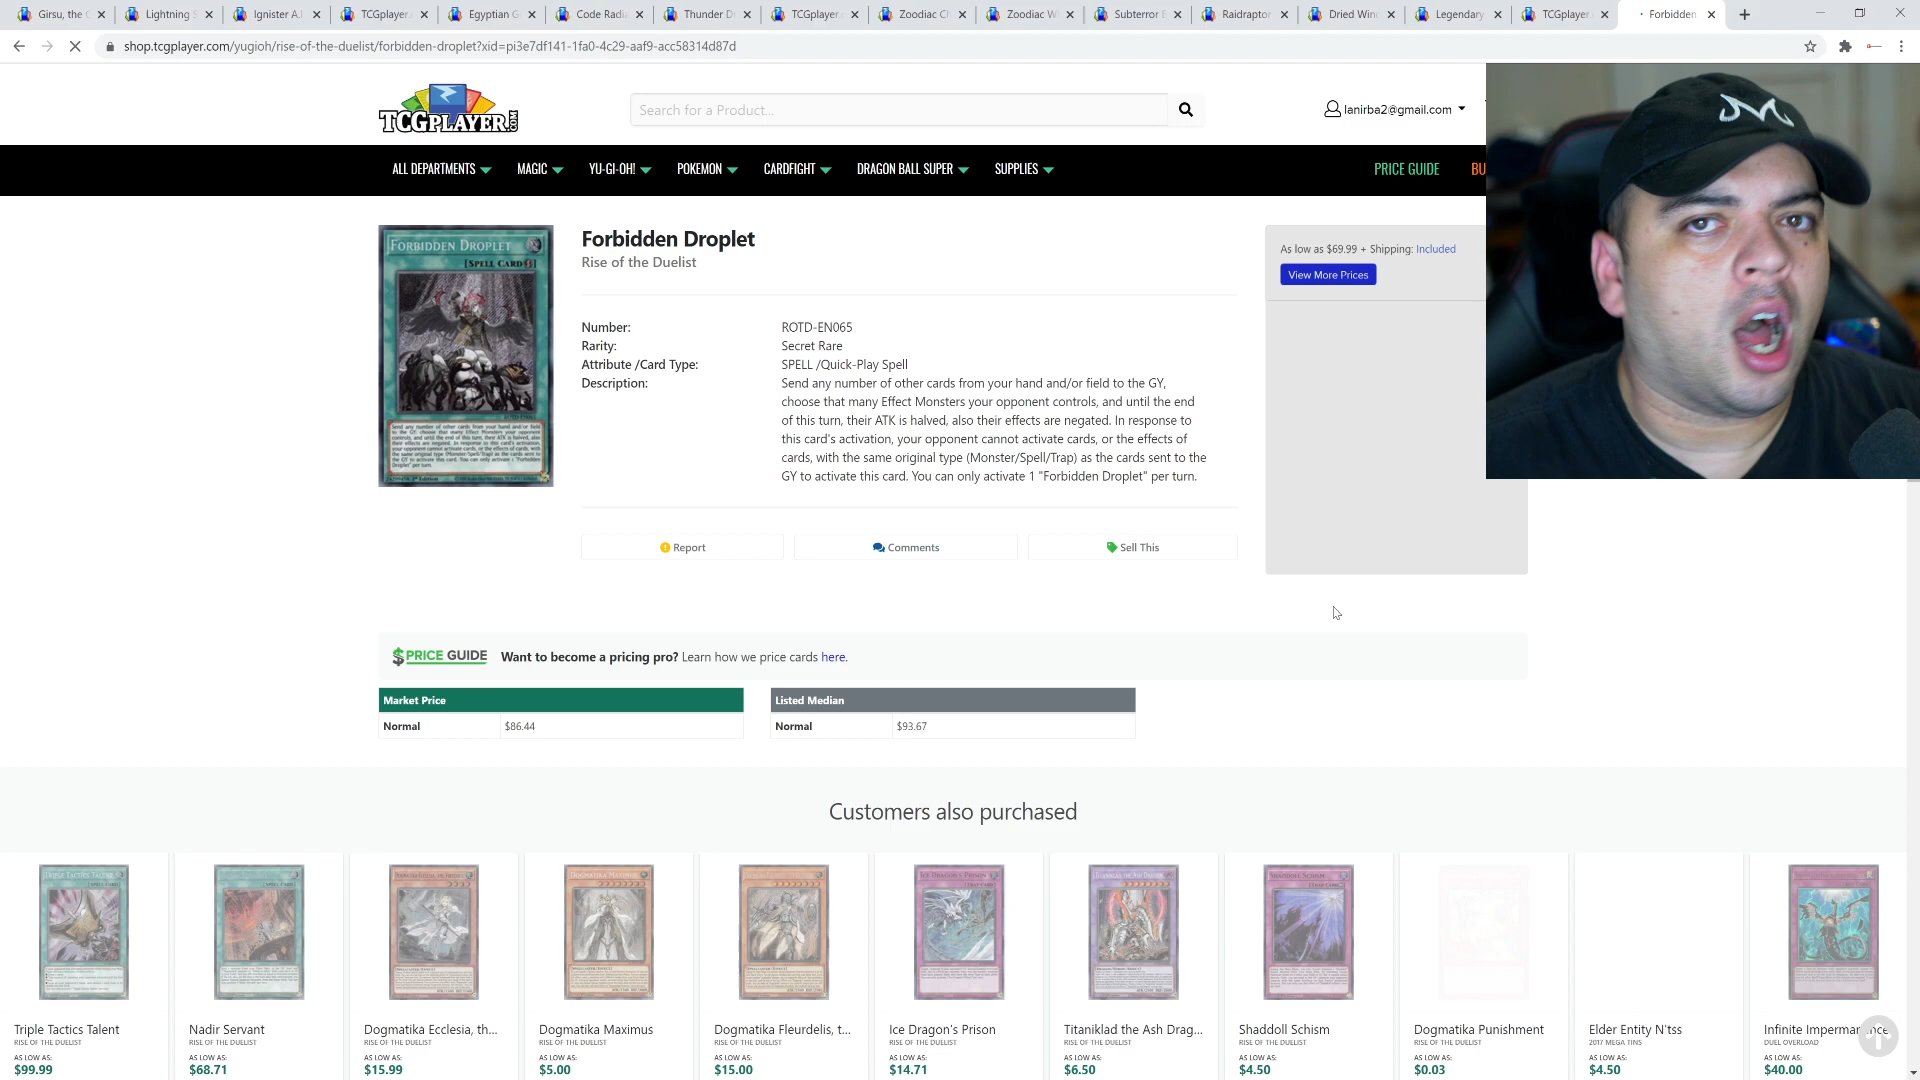 Girsu, the C
Lightning S
Ignister A.I
TCGplayer.c
Egyptian G
Code Radia
Thunder D
TCGplayer.c
Zoodiac Ch
Zoodiac W
Subterror B
Raidraptor
Dried Wind
Legendary
TCGplayer.c
Forbidden
shop.tcgplayer.com/yugioh/rise-of-the-duelist/forbidden-droplet?xid=pi3e7df141-1fa0-4c29-aaf9-acc58314d87d
TCGPLAYER.COM
Search for a Product...
lanirba2@gmail.com
ALL DEPARTMENTS
MAGIC
YU-GI-OH!
POKEMON
CARDFIGHT
DRAGON BALL SUPER
SUPPLIES
PRICE GUIDE
BU
FORBIDDEN DROPLET
[SPELL CARD]
Forbidden Droplet
Rise of the Duelist
As low as $69.99 + Shipping: Included
View More Prices
Number: ROTD-EN065
Rarity: Secret Rare
Attribute /Card Type: SPELL /Quick-Play Spell
Description: Send any number of other cards from your hand and/or field to the GY,
choose that many Effect Monsters your opponent controls, and until the end
of this turn, their ATK is halved, also their effects are negated. In response to
this card's activation, your opponent cannot activate cards, or the effects of
cards, with the same original type (Monster/Spell/Trap) as the cards sent to the
GY to activate this card. You can only activate 1 "Forbidden Droplet" per turn.
Report
Comments
Sell This
$PRICE GUIDE
Want to become a pricing pro? Learn how we price cards here.
Market Price
Normal $86.44
Listed Median
Normal $93.67
Customers also purchased
Triple Tactics Talent
RISE OF THE DUELIST
AS LOW AS:
$99.99
Nadir Servant
RISE OF THE DUELIST
AS LOW AS:
$68.71
Dogmatika Ecclesia, th...
RISE OF THE DUELIST
AS LOW AS:
$15.99
Dogmatika Maximus
RISE OF THE DUELIST
AS LOW AS:
$5.00
Dogmatika Fleurdelis, t...
RISE OF THE DUELIST
AS LOW AS:
$15.00
Ice Dragon's Prison
RISE OF THE DUELIST
AS LOW AS:
$14.71
Titaniklad the Ash Drag...
RISE OF THE DUELIST
AS LOW AS:
$6.50
Shaddoll Schism
RISE OF THE DUELIST
AS LOW AS:
$4.50
Dogmatika Punishment
RISE OF THE DUELIST
AS LOW AS:
$0.03
Elder Entity N'tss
2017 MEGA TINS
AS LOW AS:
$4.50
Infinite Impermanence
DUEL OVERLOAD
AS LOW AS:
$40.00